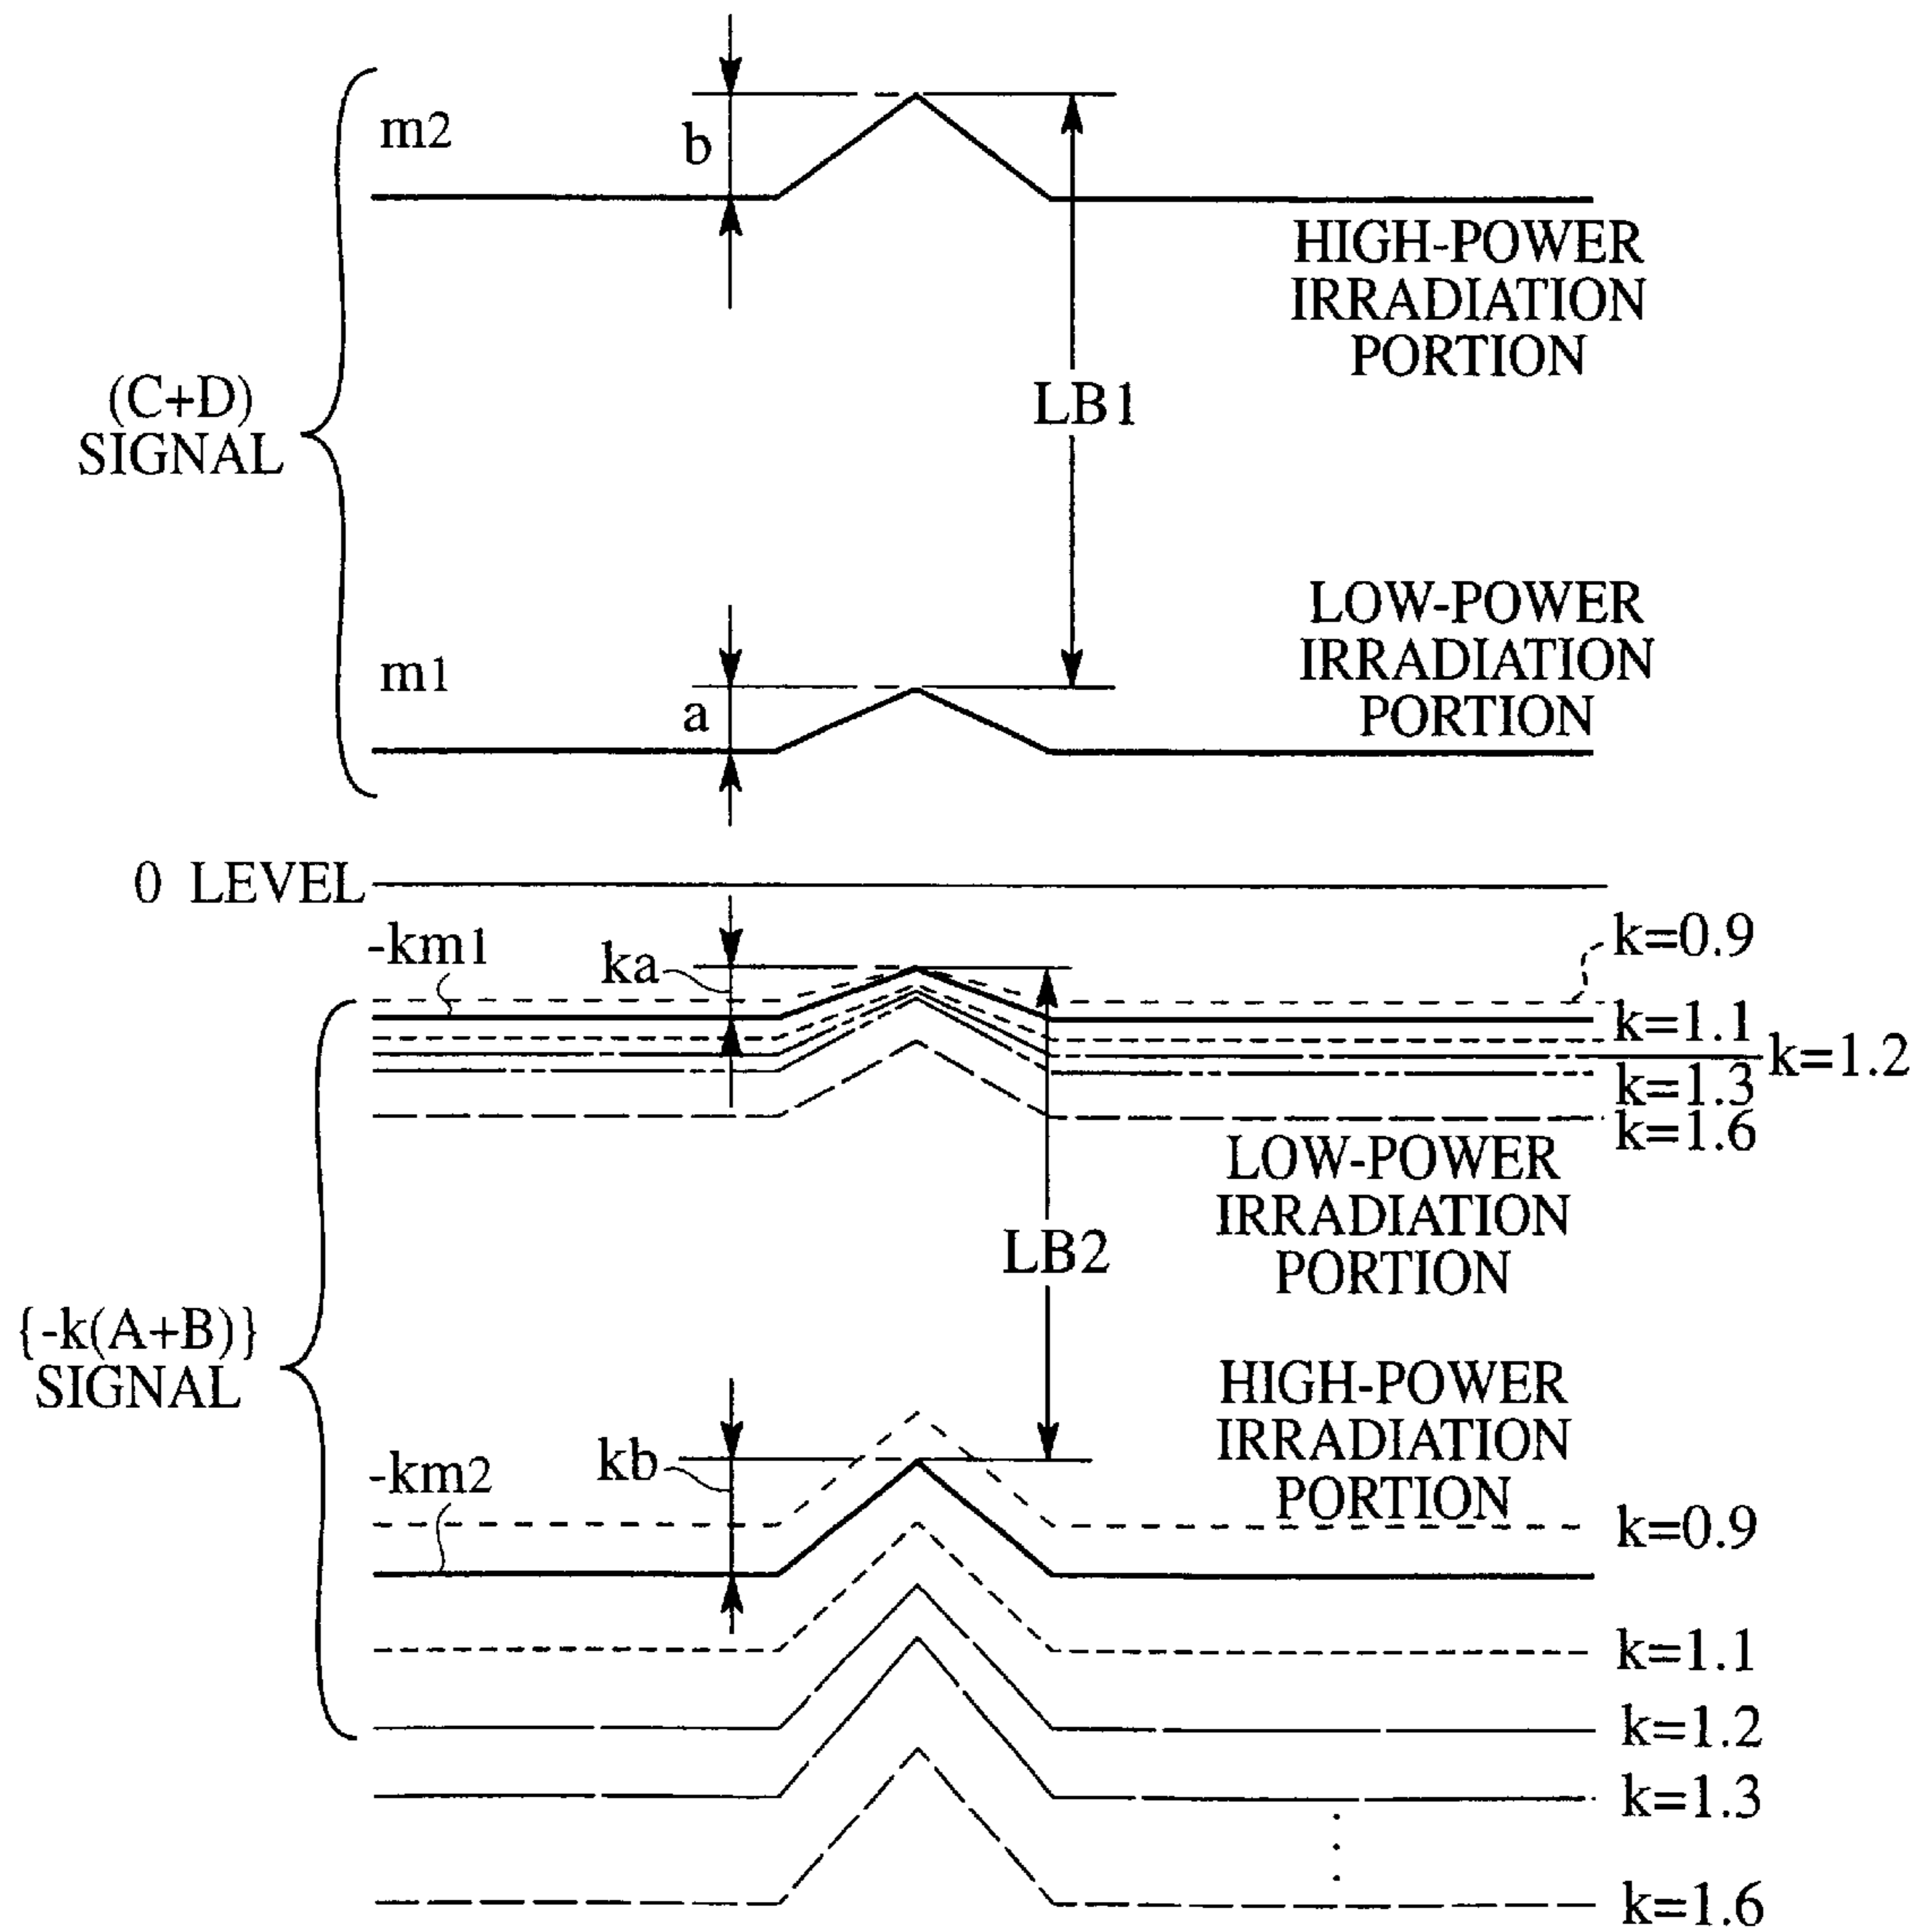 m2
b
HIGH-POWER
IRRADIATION
PORTION
(C+D)
SIGNAL
LB1
LOW-POWER
IRRADIATION
PORTION
m1
a
0 LEVEL
-km1
ka
k=0.9
k=1.1
k=1.2
k=1.3
k=1.6
LOW-POWER
IRRADIATION
PORTION
LB2
{-k(A+B)}
SIGNAL
HIGH-POWER
IRRADIATION
PORTION
-km2
kb
k=0.9
k=1.1
k=1.2
k=1.3
k=1.6